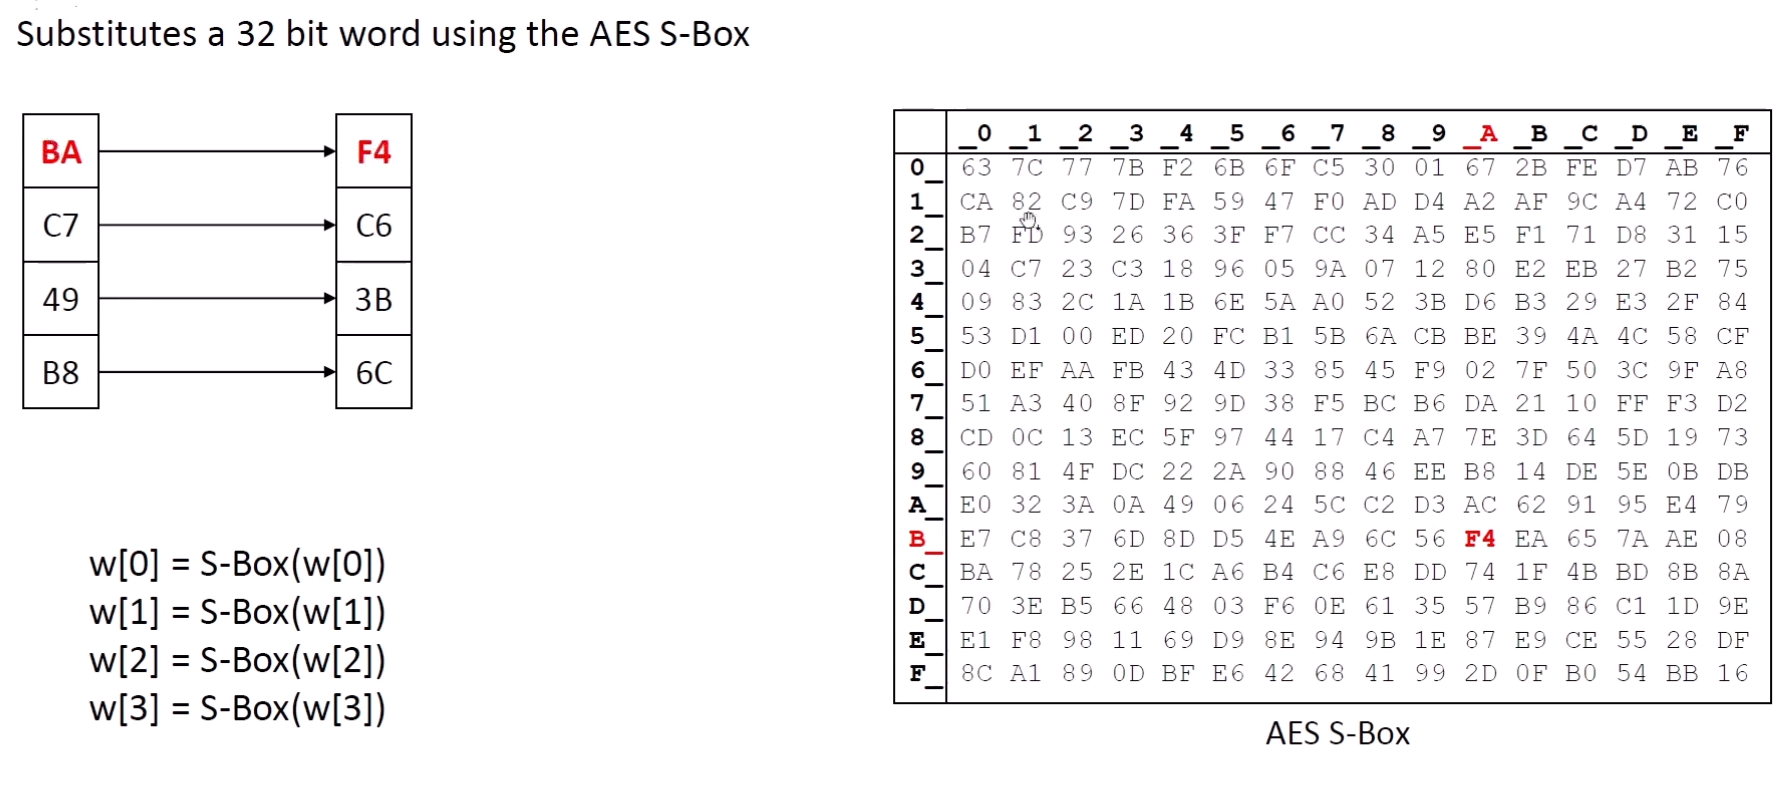 Substitutes a 32 bit word using the AES S-Box
BA F4
C7 C6
49 3B
B8 6C
w[0] = S-Box(w[0])
w[1] = S-Box(w[1])
w[2] = S-Box(w[2])
w[3] = S-Box(w[3])
_0 _1 _2 _3 _4 _5 _6 _7 _8 _9 _A _B _C _D _E _F
0_ 63 7C 77 7B F2 6B 6F C5 30 01 67 2B FE D7 AB 76
1_ CA 82 C9 7D FA 59 47 F0 AD D4 A2 AF 9C A4 72 C0
2_ B7 FD 93 26 36 3F F7 CC 34 A5 E5 F1 71 D8 31 15
3_ 04 C7 23 C3 18 96 05 9A 07 12 80 E2 EB 27 B2 75
4_ 09 83 2C 1A 1B 6E 5A A0 52 3B D6 B3 29 E3 2F 84
5_ 53 D1 00 ED 20 FC B1 5B 6A CB BE 39 4A 4C 58 CF
6_ D0 EF AA FB 43 4D 33 85 45 F9 02 7F 50 3C 9F A8
7_ 51 A3 40 8F 92 9D 38 F5 BC B6 DA 21 10 FF F3 D2
8_ CD 0C 13 EC 5F 97 44 17 C4 A7 7E 3D 64 5D 19 73
9_ 60 81 4F DC 22 2A 90 88 46 EE B8 14 DE 5E 0B DB
A_ E0 32 3A 0A 49 06 24 5C C2 D3 AC 62 91 95 E4 79
B_ E7 C8 37 6D 8D D5 4E A9 6C 56 F4 EA 65 7A AE 08
C_ BA 78 25 2E 1C A6 B4 C6 E8 DD 74 1F 4B BD 8B 8A
D_ 70 3E B5 66 48 03 F6 0E 61 35 57 B9 86 C1 1D 9E
E_ E1 F8 98 11 69 D9 8E 94 9B 1E 87 E9 CE 55 28 DF
F_ 8C A1 89 0D BF E6 42 68 41 99 2D 0F B0 54 BB 16
AES S-Box